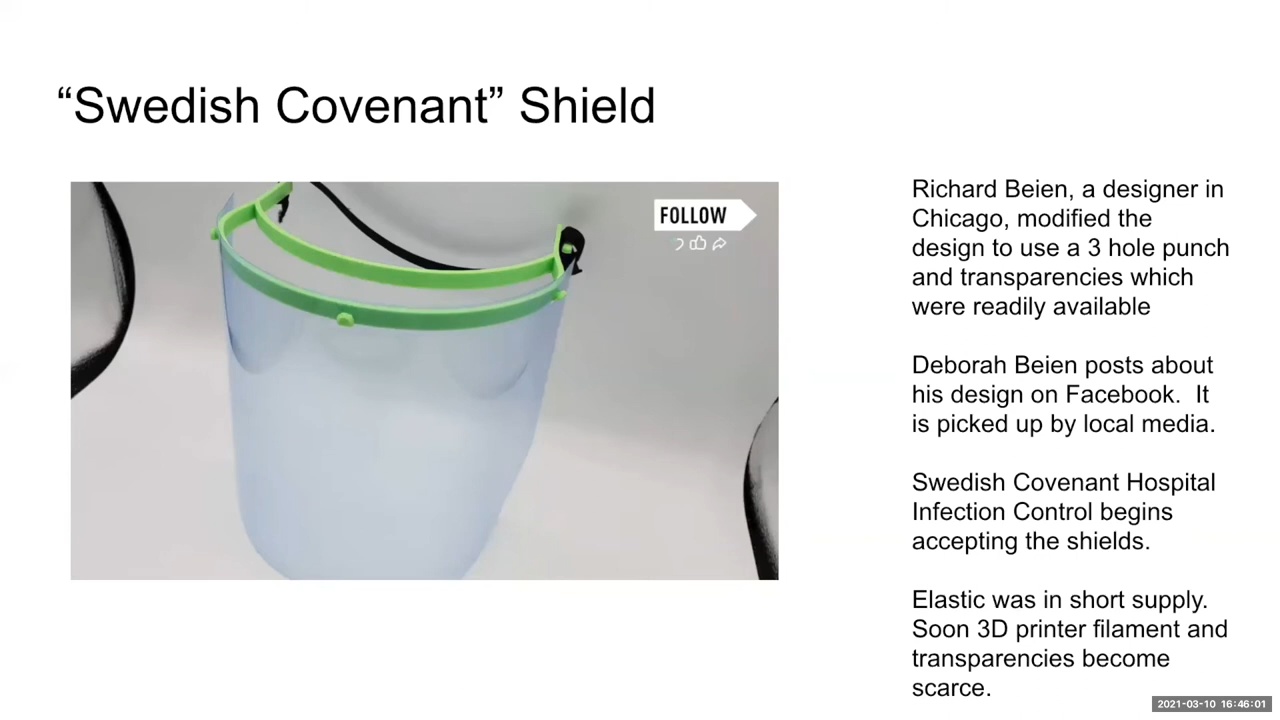 “Swedish Covenant” Shield
FOLLOW
Richard Beien, a designer in
Chicago, modified the
design to use a 3 hole punch
and transparencies which
were readily available
Deborah Beien posts about
his design on Facebook.  It
is picked up by local media.
Swedish Covenant Hospital
Infection Control begins
accepting the shields.
Elastic was in short supply.
Soon 3D printer filament and
transparencies become
scarce.
2021-03-10 16:46:01